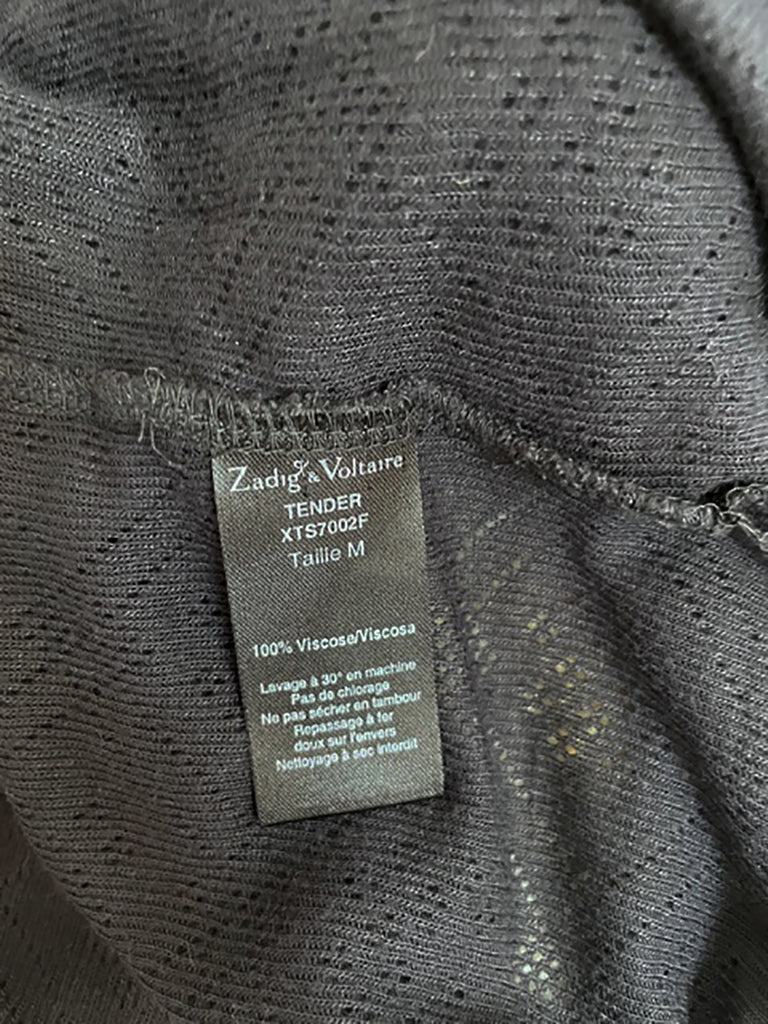 Zadig & Voltaire
TENDER
XTS7002F
Taille M
100% Viscose/Viscosa
Lavage à 30° en machine
Pas de chlorage
Ne pas sécher en tambour
Repassage à fer
doux sur l'envers
Nettoyage à sec interdit